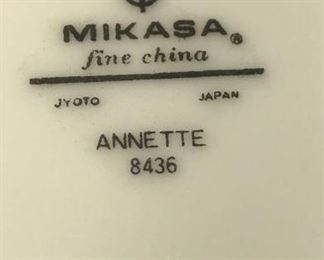 MIKASA®
fine china
JYOTO JAPAN
ANNETTE
8436